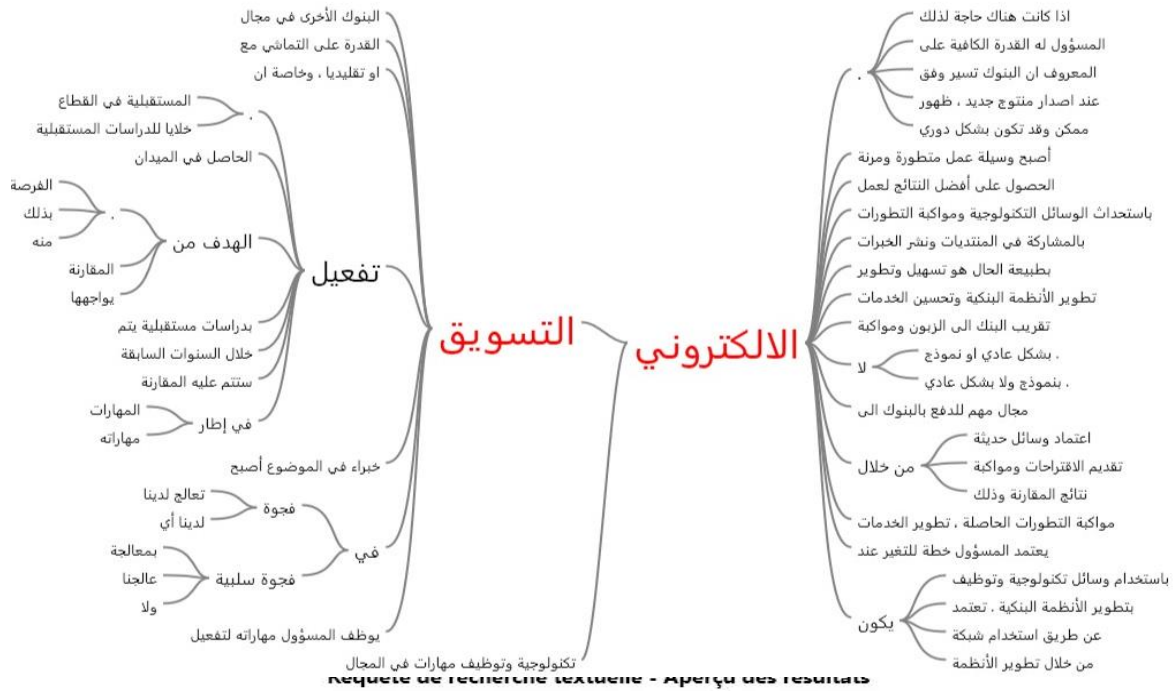 اذا كانت هناك حاجة لذلك
المسؤول له القدرة الكافية على
.
المعروف ان البنوك تسير وفق
عند اصدار منتوج جديد ، ظهور
ممكن وقد تكون بشكل دوري
أصبح وسيلة عمل متطورة ومرنة
الحصول على أفضل النتائج لعمل
باستحداث الوسائل التكنولوجية ومواكبة التطورات
بالمشاركة في المنتديات ونشر الخبرات
بطبيعة الحال هو تسهيل وتطوير
تطوير الأنظمة البنكية وتحسين الخدمات
تقريب البنك الى الزبون ومواكبة
الالكتروني
لا
. بشكل عادي او نموذج
. بنموذج ولا بشكل عادي
مجال مهم للدفع بالبنوك الى
من خلال
اعتماد وسائل حديثة
تقديم الاقتراحات ومواكبة
نتائج المقارنة وذلك
مواكبة التطورات الحاصلة ، تطوير الخدمات
يعتمد المسؤول خطة للتغير عند
يكون
باستخدام وسائل تكنولوجية وتوظيف
بتطوير الأنظمة البنكية ، تعتمد
عن طريق استخدام شبكة
من خلال تطوير الأنظمة
التسويق
البنوك الأخرى في مجال
القدرة على التماشي مع
او تقليديا ، وخاصة ان
تفعيل
.
المستقبلية في القطاع
خلايا للدراسات المستقبلية
الحاصل في الميدان
الهدف من
.
الفرصة
بذلك
منه
المقارنة
يواجهها
بدراسات مستقبلية يتم
خلال السنوات السابقة
ستتم عليه المقارنة
في إطار
المهارات
مهاراته
خبراء في الموضوع أصبح
في
فجوة
تعالج لدينا
لدينا أي
فجوة سلبية
بمعالجة
عالجنا
ولا
يوظف المسؤول مهاراته لتفعيل
تكنولوجية وتوظيف مهارات في المجال
Requête de recherche textuelle - Aperçu des résultats